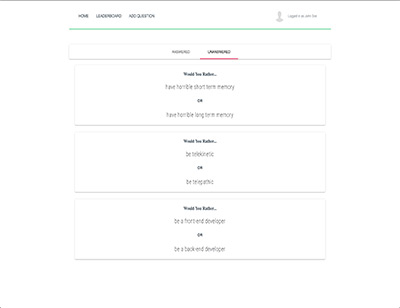 HOME LEADERBOARD ADD QUESTION Logged in as John Doe
ANSWERED UNANSWERED
Would You Rather...
have horrible short term memory
OR
have horrible long term memory
Would You Rather...
be telekinetic
OR
be telepathic
Would You Rather...
be a front-end developer
OR
be a back-end developer